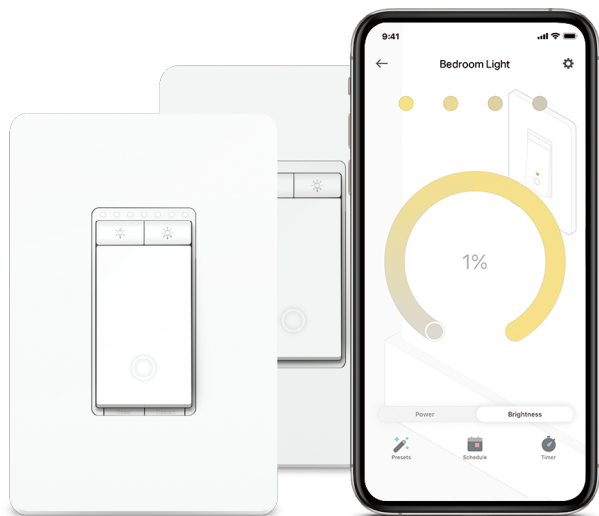 9:41
Bedroom Light
1%
Power Brightness
Presets Schedule Timer